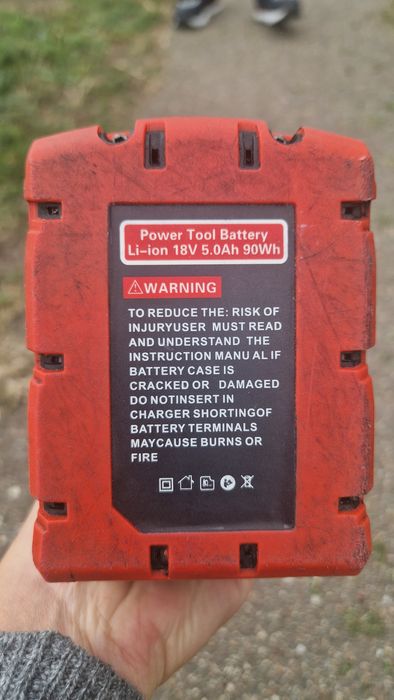 Power Tool Battery
Li-ion 18V 5.0Ah 90Wh
WARNING
TO REDUCE THE: RISK OF
INJURYUSER MUST READ
AND UNDERSTAND THE
INSTRUCTION MANU AL IF
BATTERY CASE IS
CRACKED OR DAMAGED
DO NOTINSERT IN
CHARGER SHORTINGOF
BATTERY TERMINALS
MAYCAUSE BURNS OR
FIRE